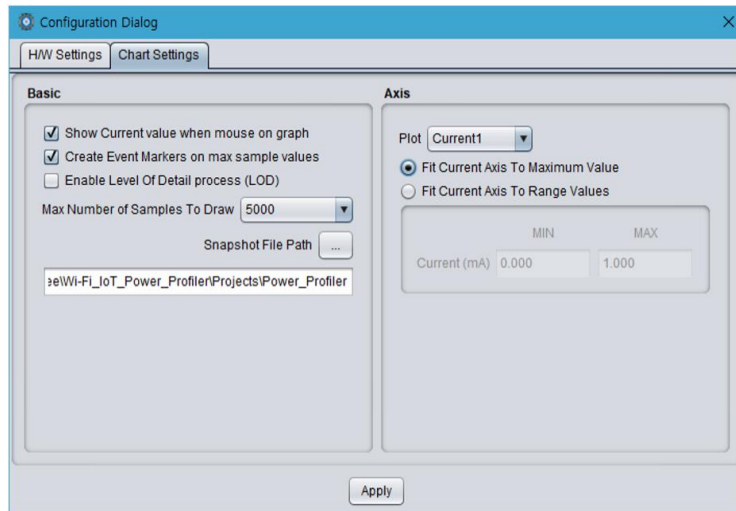 Configuration Dialog
H/W Settings
Chart Settings
Basic
Show Current value when mouse on graph
Create Event Markers on max sample values
Enable Level Of Detail process (LOD)
Max Number of Samples To Draw 5000
Snapshot File Path ...
ee\Wi-Fi_IoT_Power_Profiler\Projects\Power_Profiler
Axis
Plot Current1
Fit Current Axis To Maximum Value
Fit Current Axis To Range Values
MIN MAX
Current (mA) 0.000 1.000
Apply